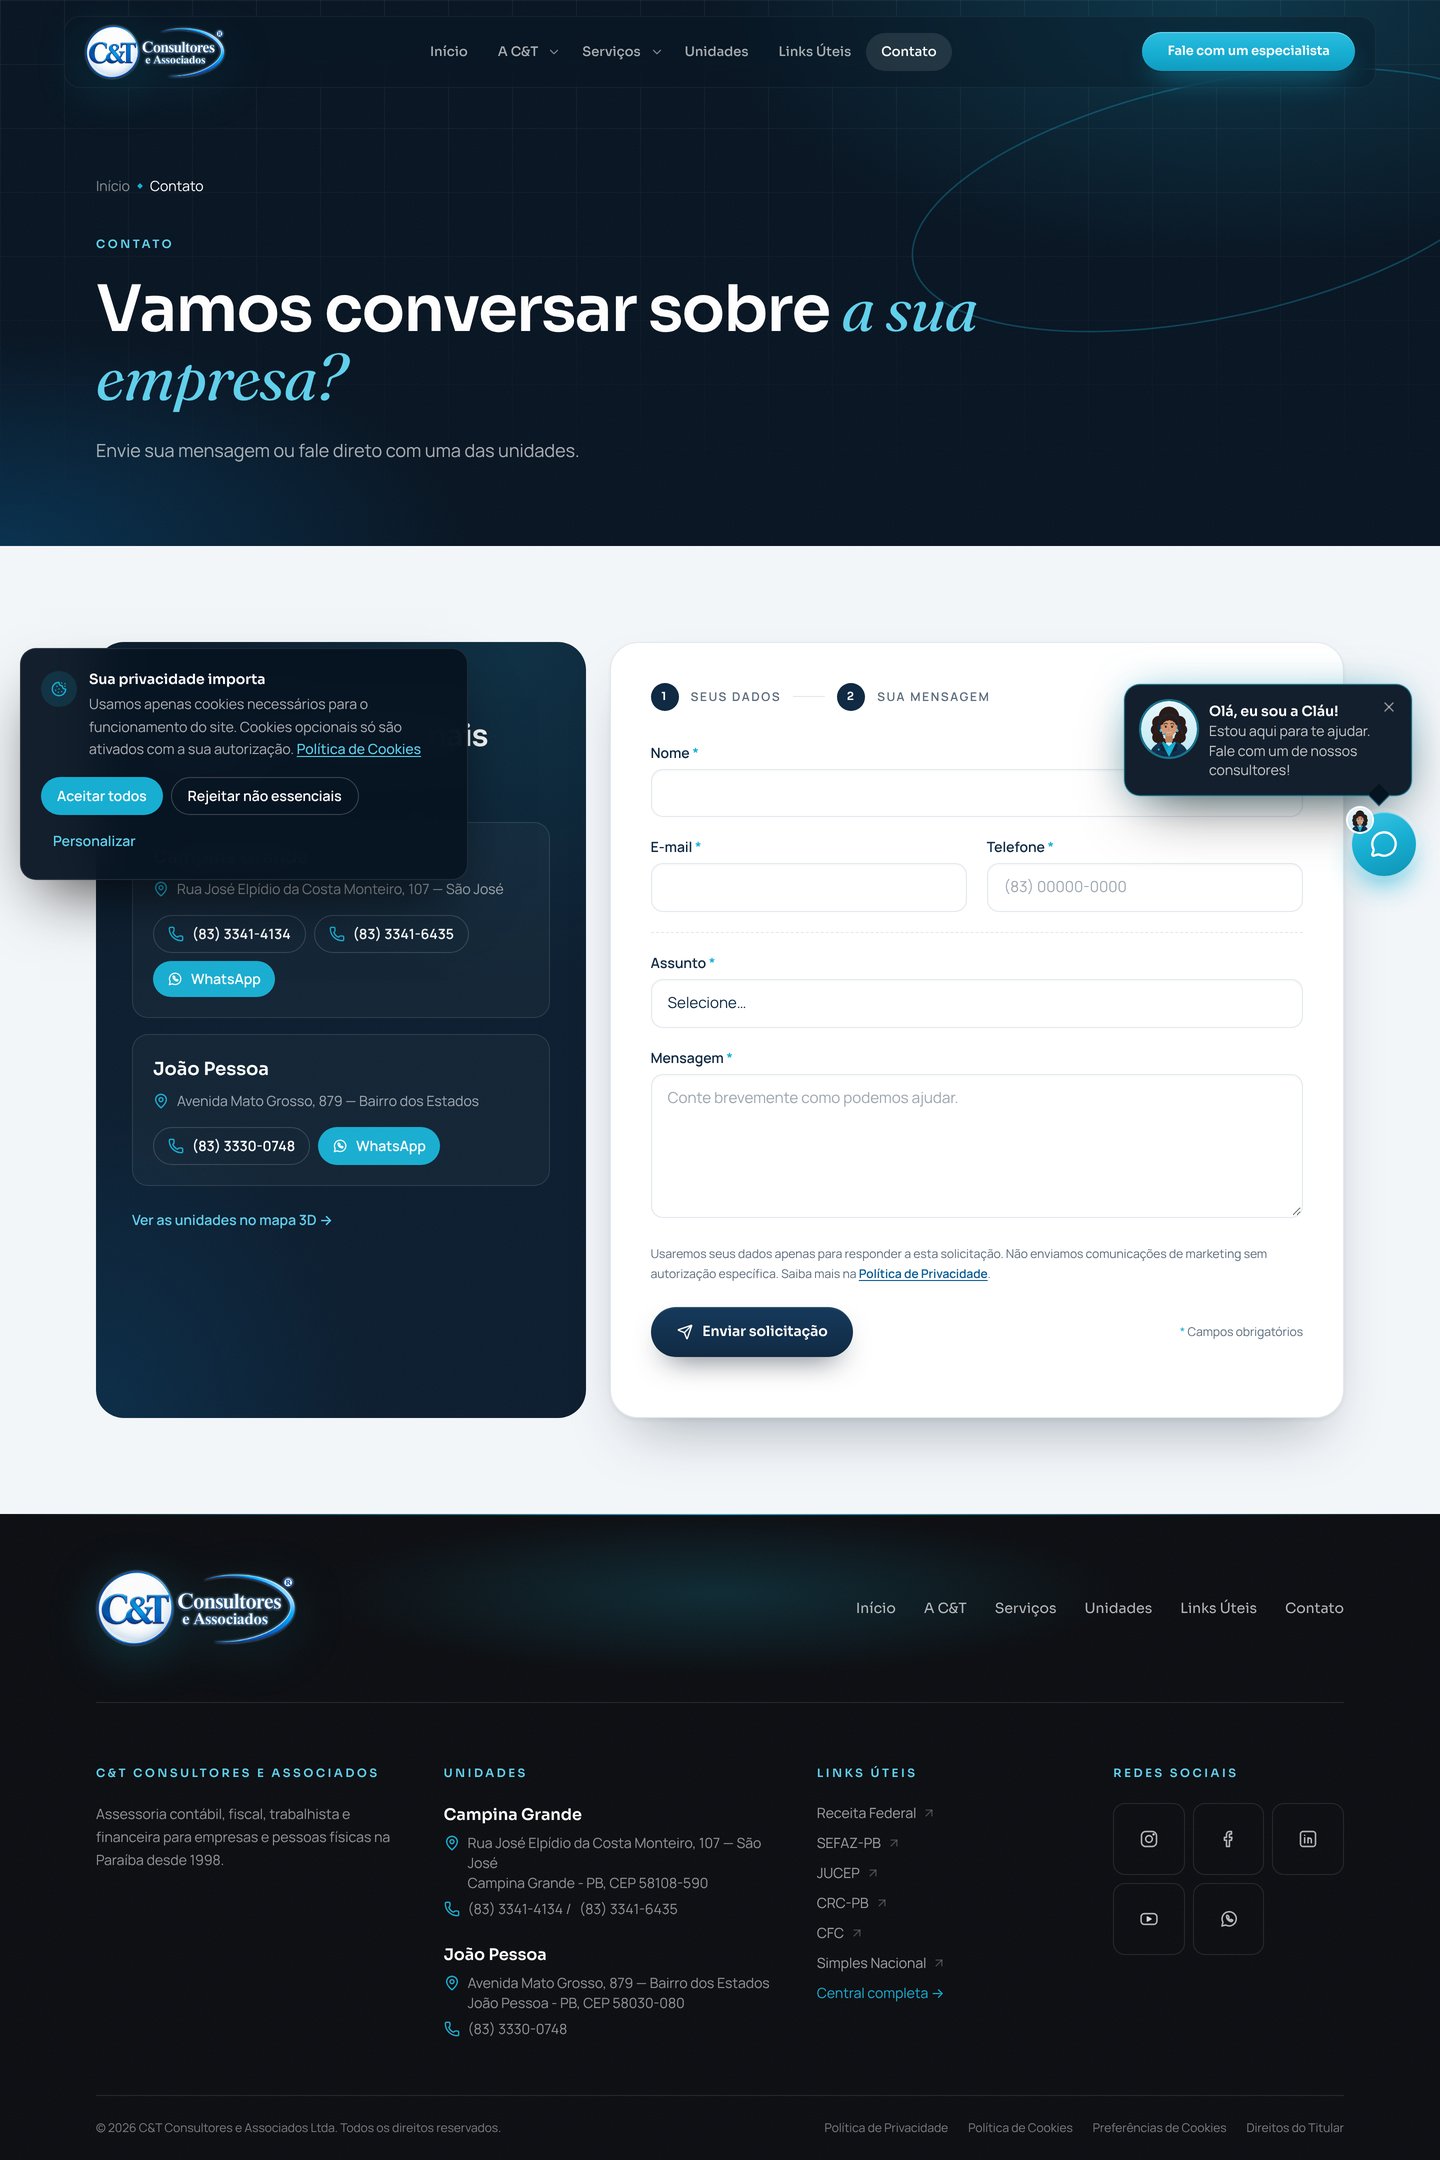 C&T Consultores ®
e Associados
Início
A C&T
Serviços
Unidades
Links Úteis
Contato
Fale com um especialista
Início • Contato
CONTATO
Vamos conversar sobre a sua
empresa?
Envie sua mensagem ou fale direto com uma das unidades.
Sua privacidade importa
Usamos apenas cookies necessários para o
funcionamento do site. Cookies opcionais só são
ativados com a sua autorização. Política de Cookies
Aceitar todos
Rejeitar não essenciais
Personalizar
Rua José Elpídio da Costa Monteiro, 107 — São José
(83) 3341-4134
(83) 3341-6435
WhatsApp
João Pessoa
Avenida Mato Grosso, 879 — Bairro dos Estados
(83) 3330-0748
WhatsApp
Ver as unidades no mapa 3D →
1 SEUS DADOS
2 SUA MENSAGEM
Nome *
E-mail *
Telefone *
(83) 00000-0000
Assunto *
Selecione...
Mensagem *
Conte brevemente como podemos ajudar.
Usaremos seus dados apenas para responder a esta solicitação. Não enviamos comunicações de marketing sem
autorização específica. Saiba mais na Política de Privacidade.
Enviar solicitação
* Campos obrigatórios
Olá, eu sou a Cláu!
Estou aqui para te ajudar.
Fale com um de nossos
consultores!
C&T Consultores ®
e Associados
Início
A C&T
Serviços
Unidades
Links Úteis
Contato
C&T CONSULTORES E ASSOCIADOS
Assessoria contábil, fiscal, trabalhista e
financeira para empresas e pessoas físicas na
Paraíba desde 1998.
UNIDADES
Campina Grande
Rua José Elpídio da Costa Monteiro, 107 — São
José
Campina Grande - PB, CEP 58108-590
(83) 3341-4134 / (83) 3341-6435
João Pessoa
Avenida Mato Grosso, 879 — Bairro dos Estados
João Pessoa - PB, CEP 58030-080
(83) 3330-0748
LINKS ÚTEIS
Receita Federal
SEFAZ-PB
JUCEP
CRC-PB
CFC
Simples Nacional
Central completa →
REDES SOCIAIS
© 2026 C&T Consultores e Associados Ltda. Todos os direitos reservados.
Política de Privacidade
Política de Cookies
Preferências de Cookies
Direitos do Titular